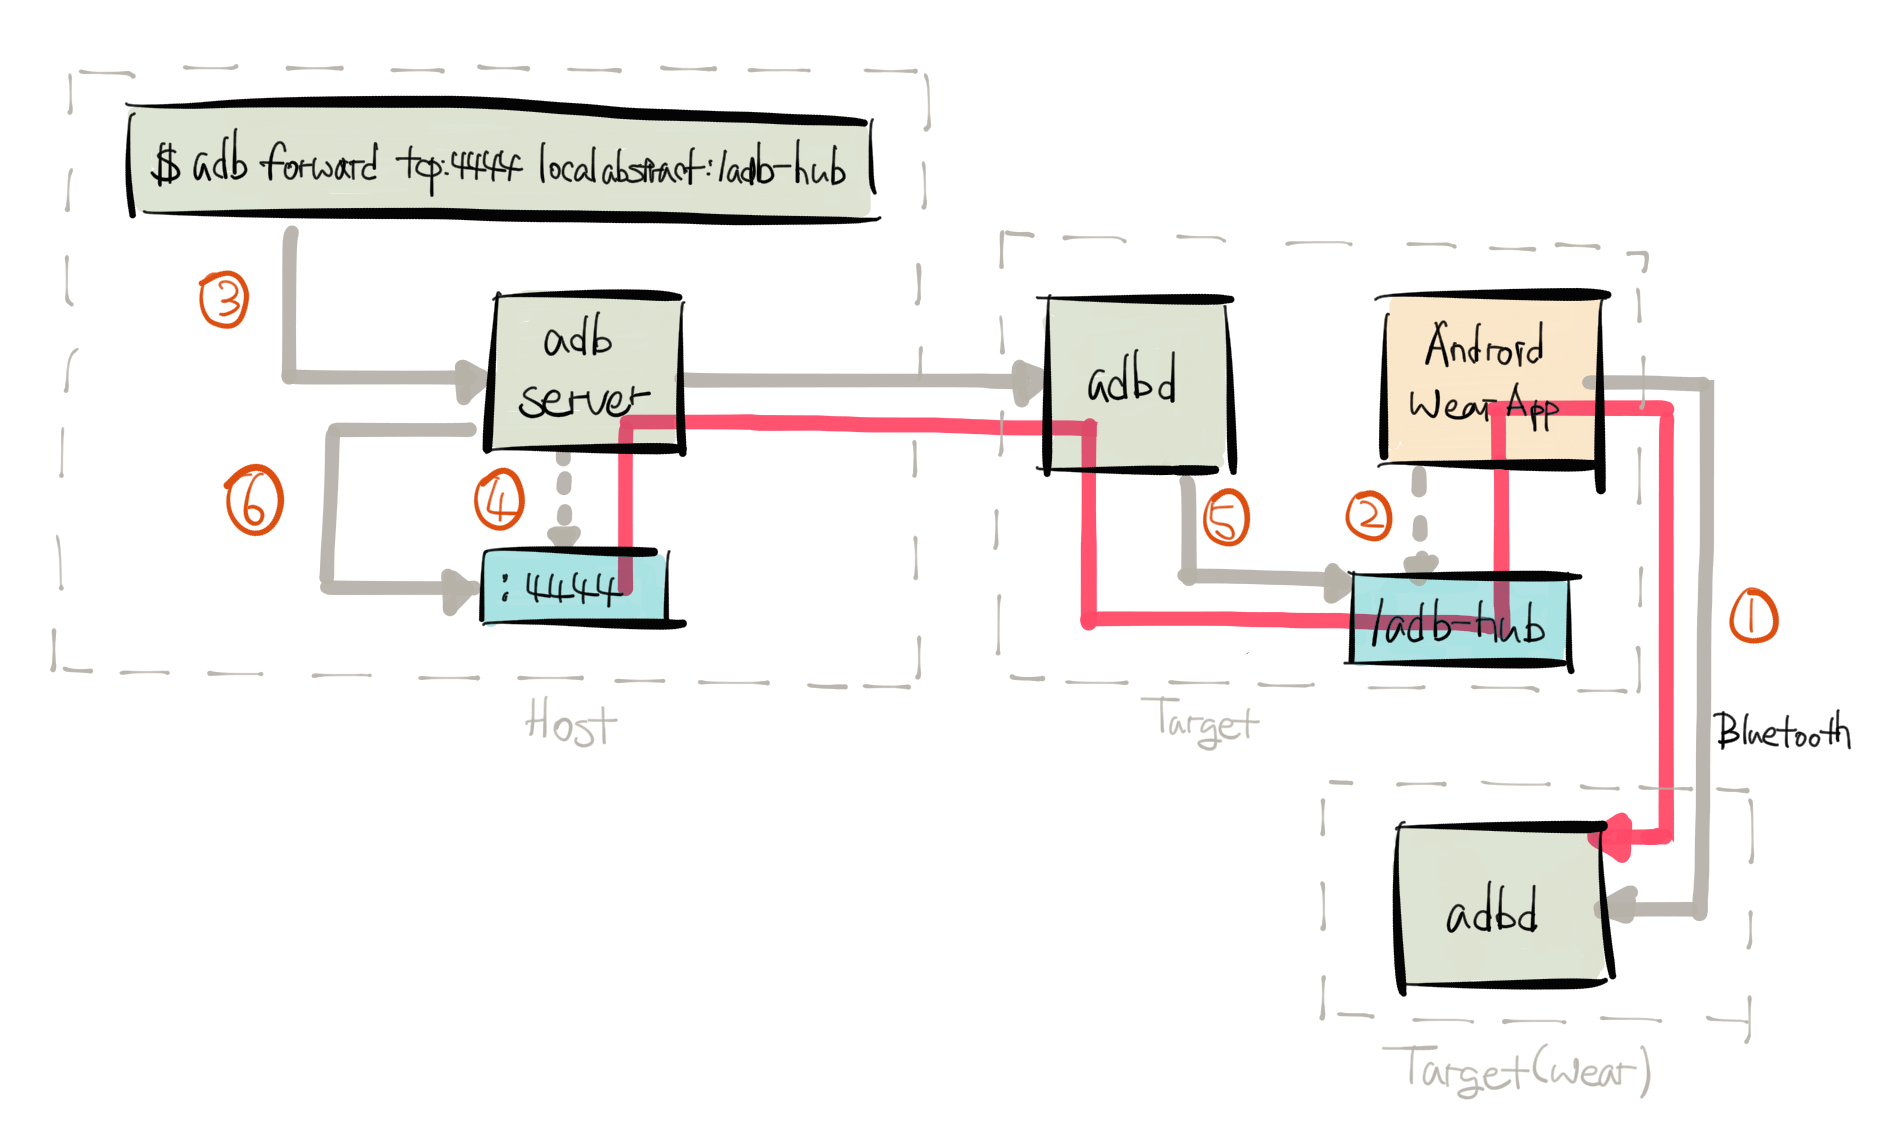 $ adb forward tcp:4444 localabstract:/adb-hub
3
adb
server
adbd
Android
Wear App
6
4
5
2
:4444
/adb-hub
1
Host
Target
Bluetooth
adbd
Target(wear)